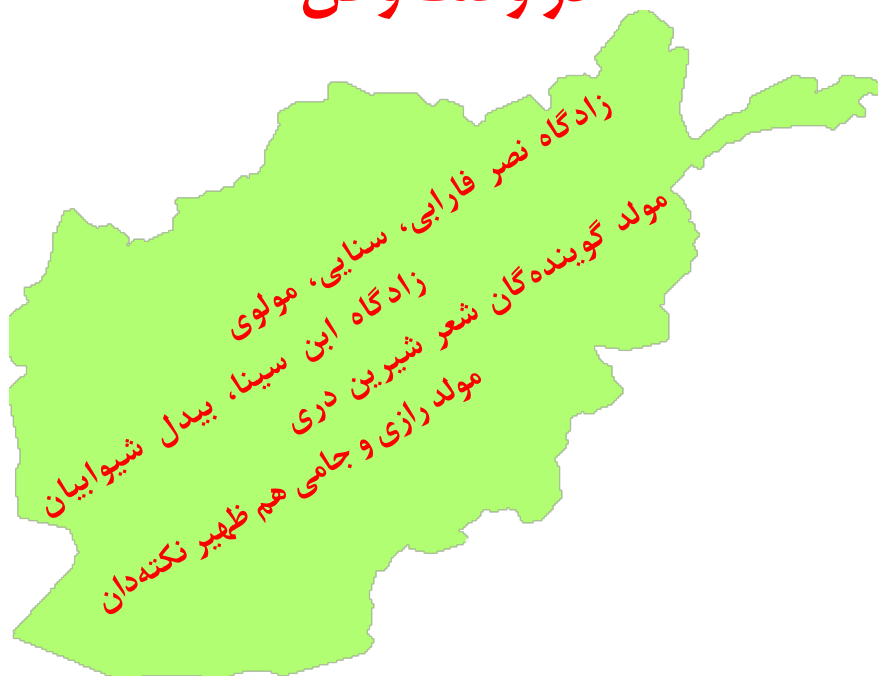 زادگاه نصر فارابی، سنایی، مولوی
مولد گوینده‌گان شعر شیرین دری
زادگاه ابن سینا، بیدل شیوابیان
مولد رازی و جامی هم ظهیر نکته‌دان